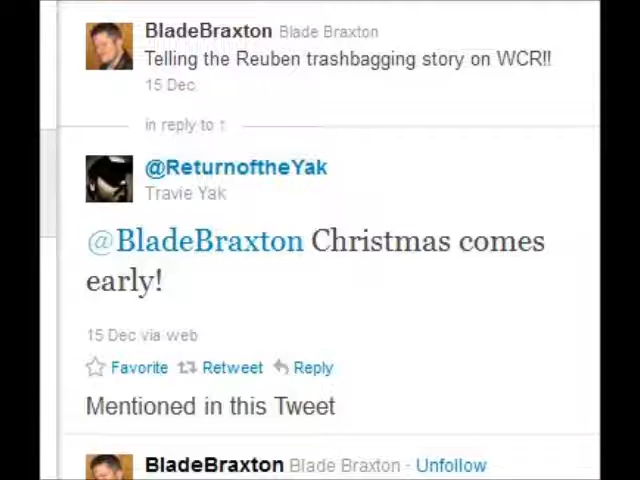 BladeBraxton Blade Braxton
Telling the Reuben trashbagging story on WCR!!
15 Dec
in reply to ↑
@ReturnoftheYak
Travie Yak
@BladeBraxton Christmas comes
early!
15 Dec via web
Favorite Retweet Reply
Mentioned in this Tweet
BladeBraxton Blade Braxton · Unfollow